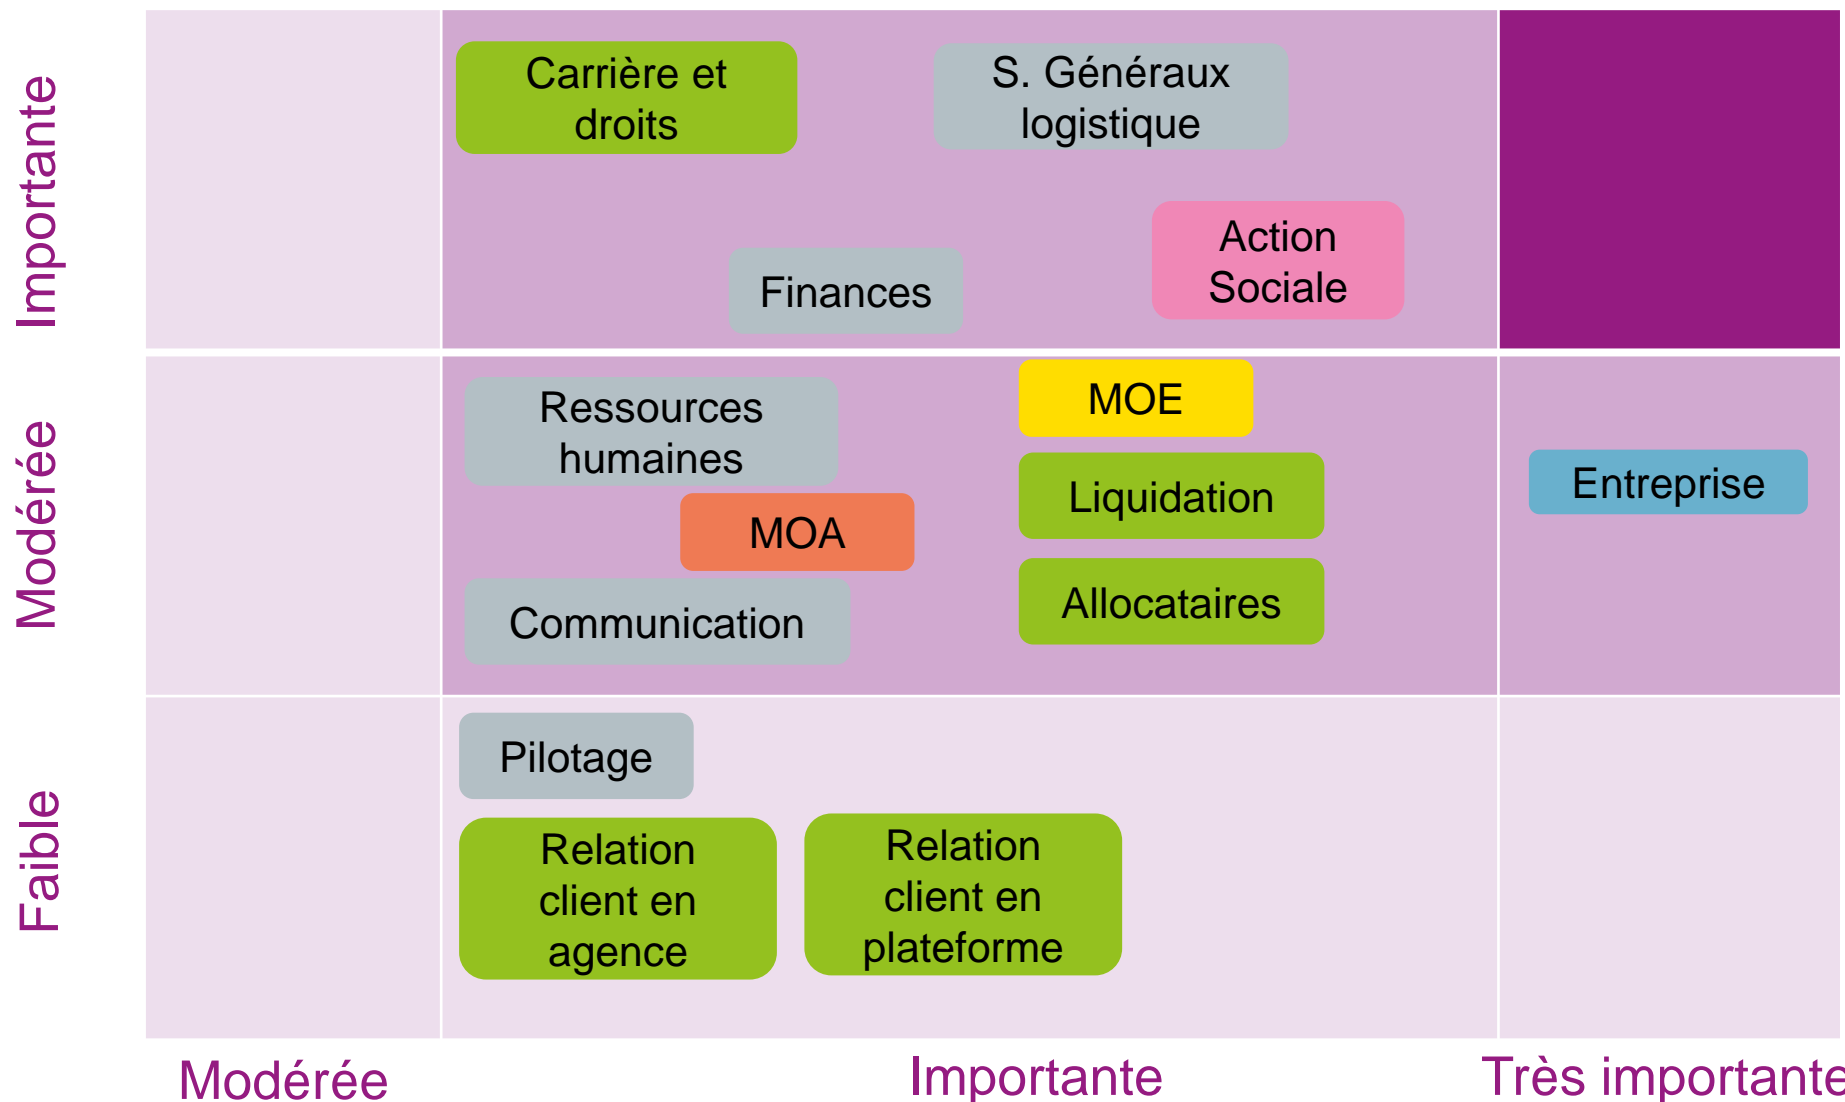 Importante
Carrière et
droits
S. Généraux
logistique
Finances
Action
Sociale
Modérée
Ressources
humaines
MOA
Communication
MOE
Liquidation
Allocataires
Entreprise
Faible
Pilotage
Relation
client en
agence
Relation
client en
plateforme
Modérée
Importante
Très importante